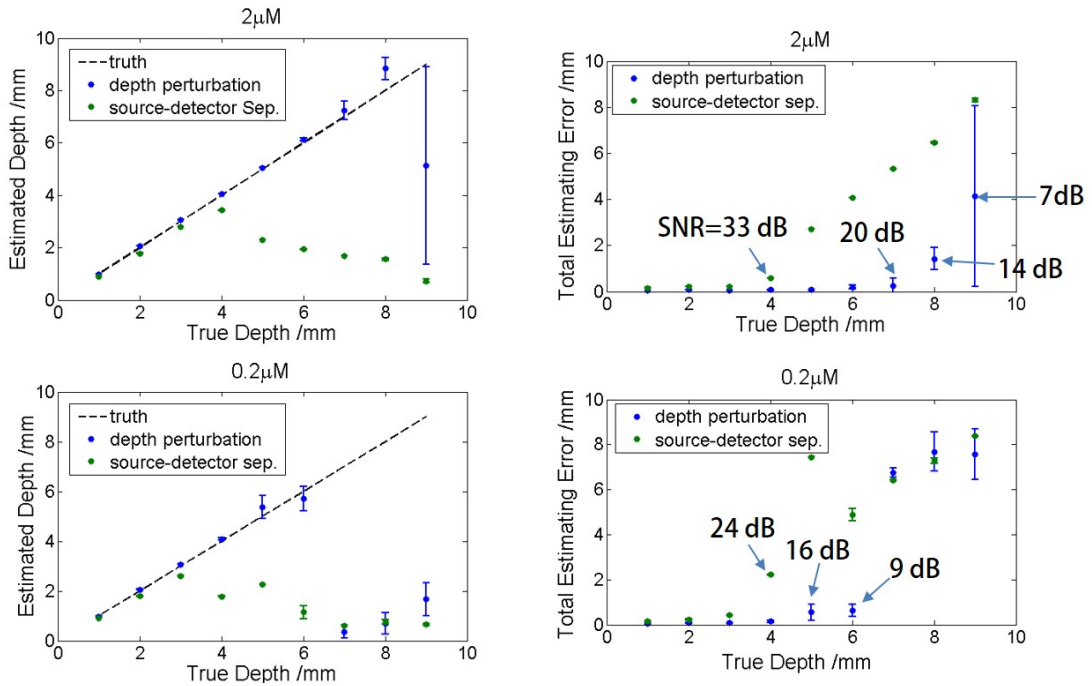 2μM
Estimated Depth /mm
10
8
6
4
2
0
truth
depth perturbation
source-detector Sep.
0 2 4 6 8 10
True Depth /mm
2μM
Total Estimating Error /mm
10
8
6
4
2
0
depth perturbation
source-detector sep.
SNR=33 dB
20 dB
14 dB
7dB
0 2 4 6 8 10
True Depth /mm
0.2μM
Estimated Depth /mm
10
8
6
4
2
0
truth
depth perturbation
source-detector sep.
0 2 4 6 8 10
True Depth /mm
0.2μM
Total Estimating Error /mm
10
8
6
4
2
0
depth perturbation
source-detector sep.
24 dB
16 dB
9 dB
0 2 4 6 8 10
True Depth /mm